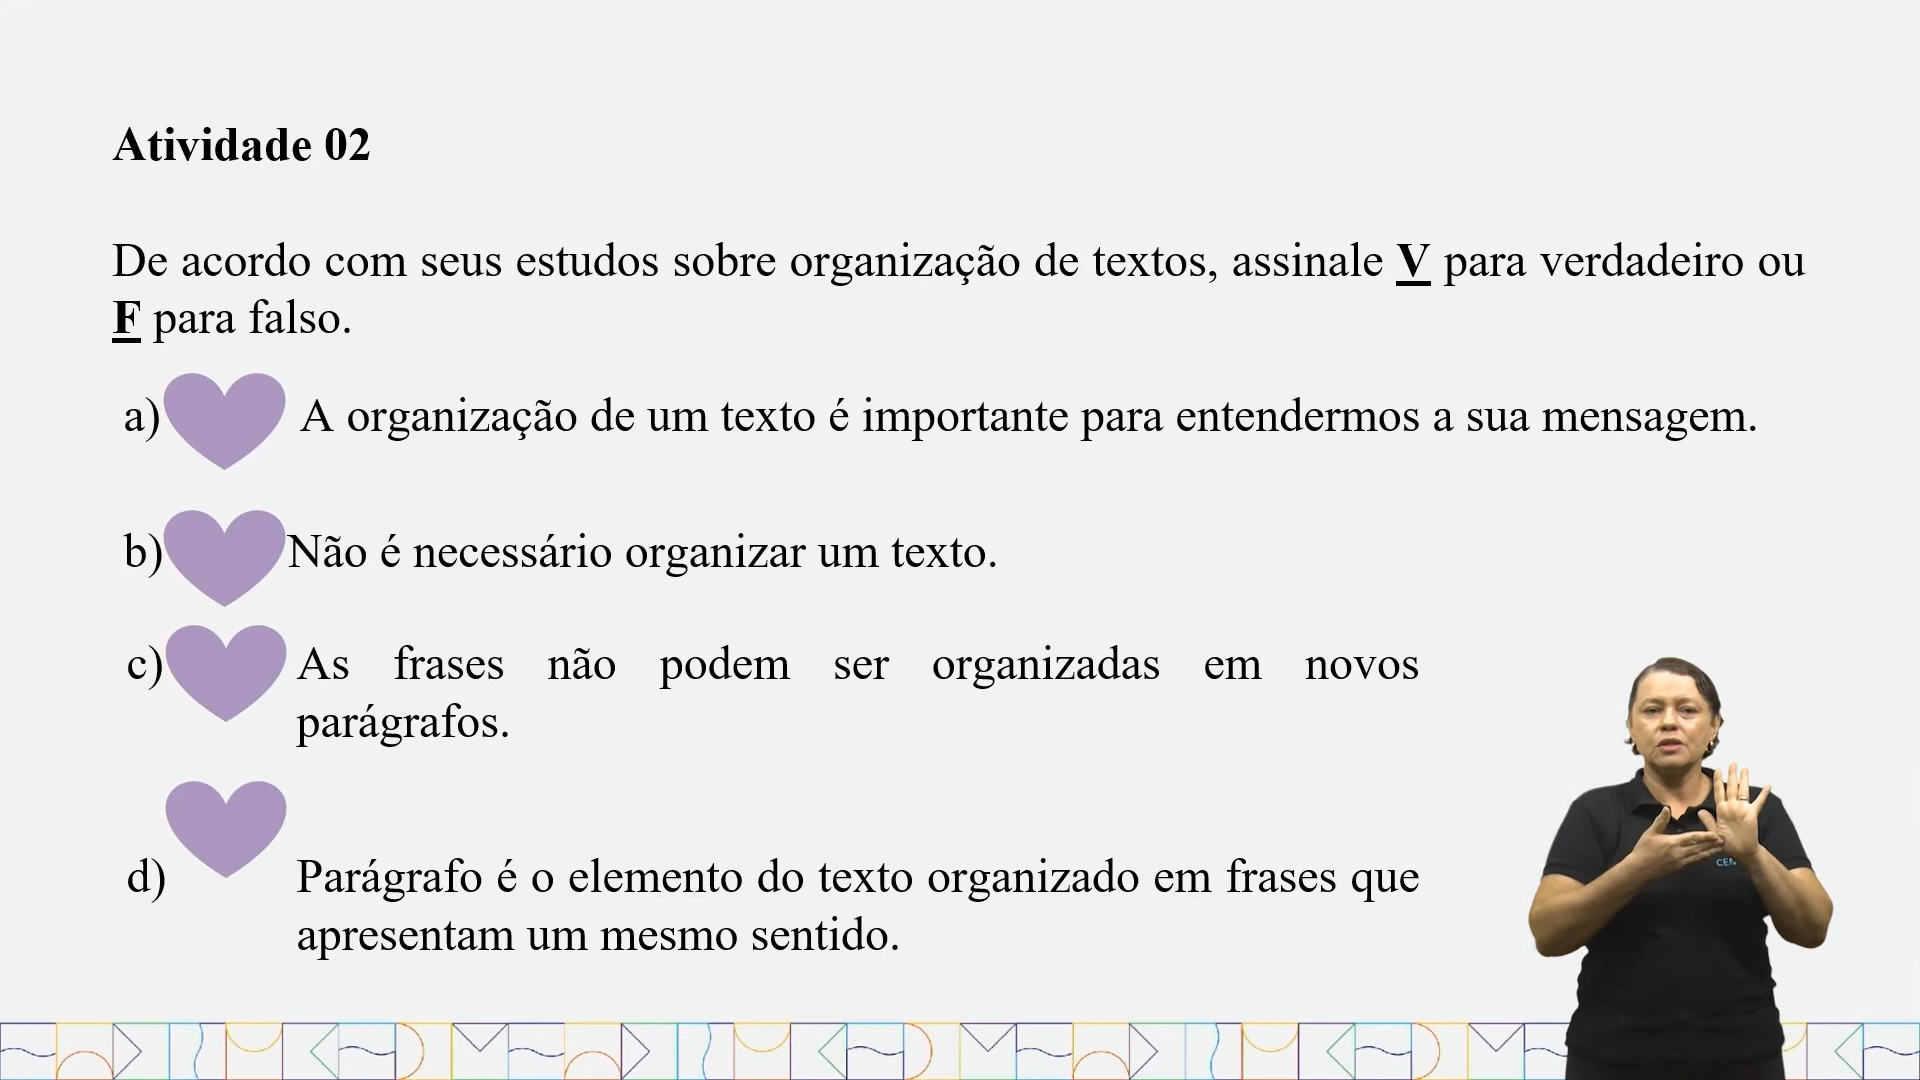 Atividade 02
De acordo com seus estudos sobre organização de textos, assinale V para verdadeiro ou
F para falso.
a) A organização de um texto é importante para entendermos a sua mensagem.
b) Não é necessário organizar um texto.
c) As frases não podem ser organizadas em novos
parágrafos.
d) Parágrafo é o elemento do texto organizado em frases que
apresentam um mesmo sentido.